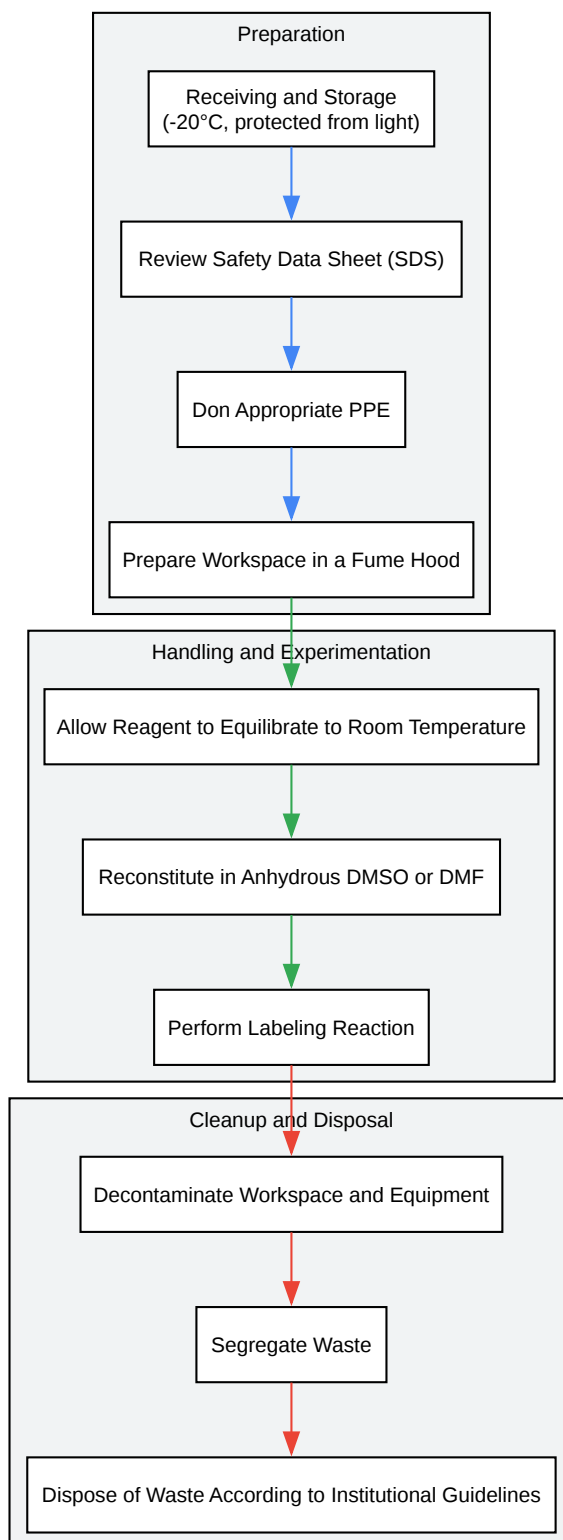 Preparation
Receiving and Storage
(-20°C, protected from light)
Review Safety Data Sheet (SDS)
Don Appropriate PPE
Prepare Workspace in a Fume Hood
Handling and Experimentation
Allow Reagent to Equilibrate to Room Temperature
Reconstitute in Anhydrous DMSO or DMF
Perform Labeling Reaction
Cleanup and Disposal
Decontaminate Workspace and Equipment
Segregate Waste
Dispose of Waste According to Institutional Guidelines